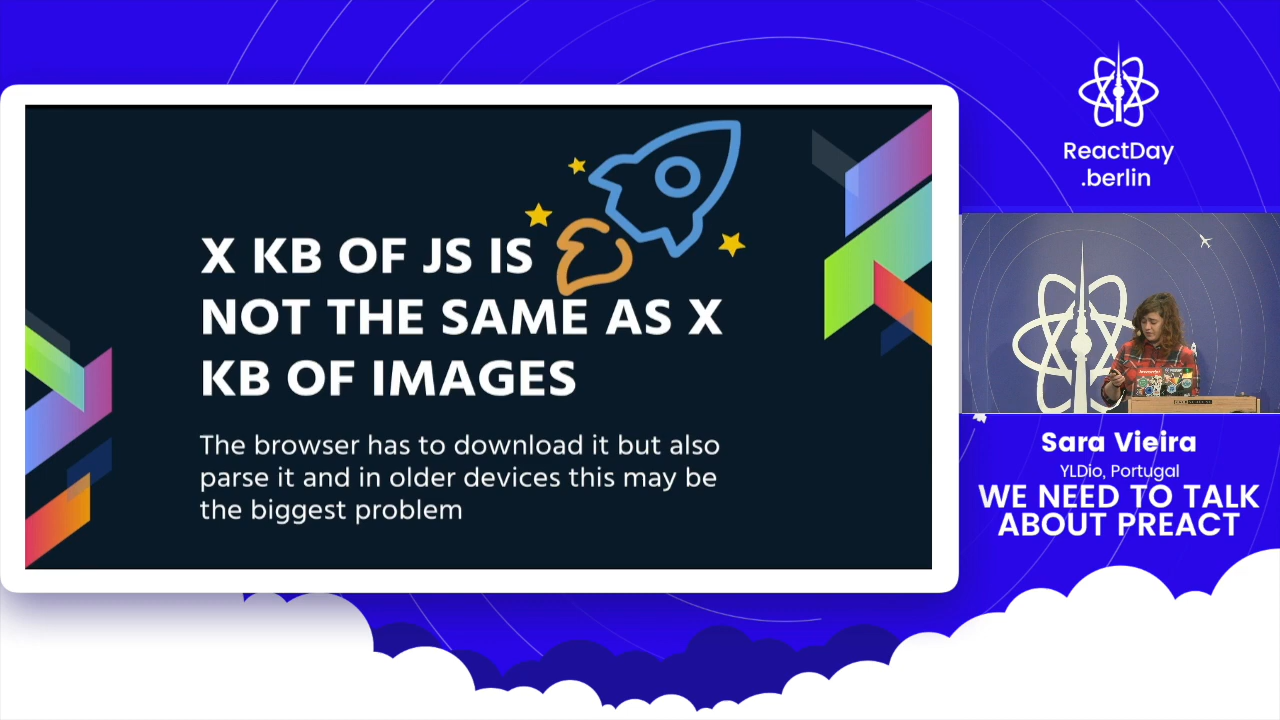 X KB OF JS IS
NOT THE SAME AS X
KB OF IMAGES
The browser has to download it but also
parse it and in older devices this may be
the biggest problem
ReactDay
.berlin
Sara Vieira
YLDio, Portugal
WE NEED TO TALK
ABOUT PREACT